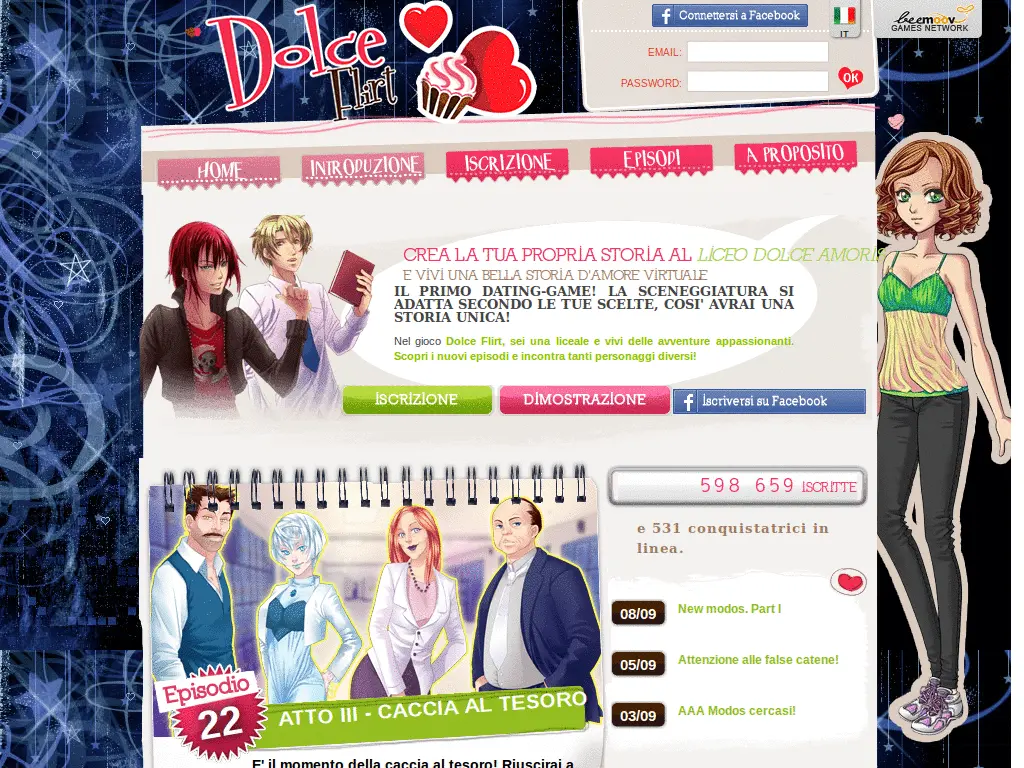 Dolce
Flirt
Connettersi a Facebook
IT
beemoov
GAMES NETWORK
EMAIL:
PASSWORD:
OK
HOME
INTRODUZIONE
ISCRIZIONE
EPISODI
A PROPOSITO
CREA LA TUA PROPRIA STORIA AL LICEO DOLCE AMORIS
E VIVI UNA BELLA STORIA D'AMORE VIRTUALE
IL PRIMO DATING-GAME! LA SCENEGGIATURA SI
ADATTA SECONDO LE TUE SCELTE, COSI' AVRAI UNA
STORIA UNICA!
Nel gioco Dolce Flirt, sei una liceale e vivi delle avventure appassionanti.
Scopri i nuovi episodi e incontra tanti personaggi diversi!
ISCRIZIONE
DIMOSTRAZIONE
Iscriversi su Facebook
598 659 ISCRITTE
e 531 conquistatrici in
linea.
08/09 New modos. Part I
05/09 Attenzione alle false catene!
03/09 AAA Modos cercasi!
Episodio
22
ATTO III - CACCIA AL TESORO
E' il momento della caccia al tesoro! Riuscirai a